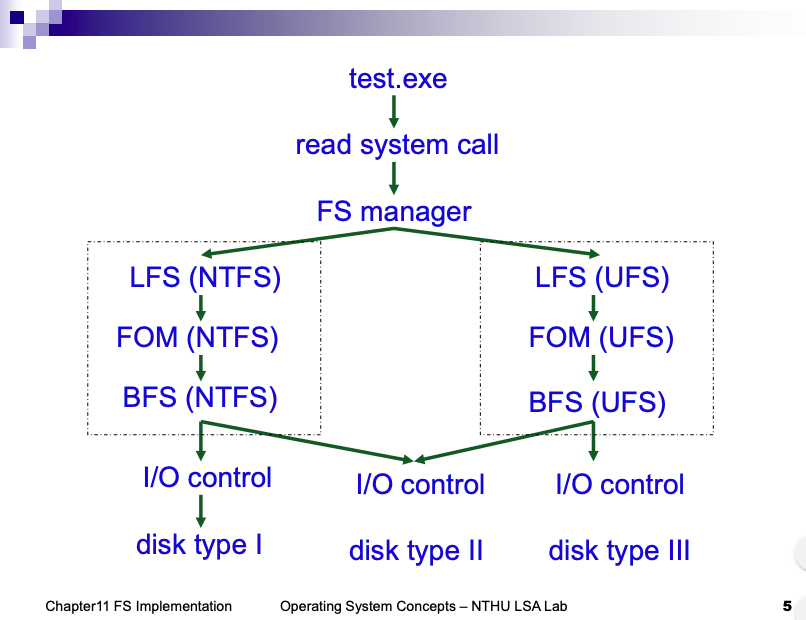 test.exe
read system call
FS manager
LFS (NTFS)
LFS (UFS)
FOM (NTFS)
FOM (UFS)
BFS (NTFS)
BFS (UFS)
I/O control
I/O control
I/O control
disk type I
disk type II
disk type III
Chapter11 FS Implementation
Operating System Concepts – NTHU LSA Lab
5